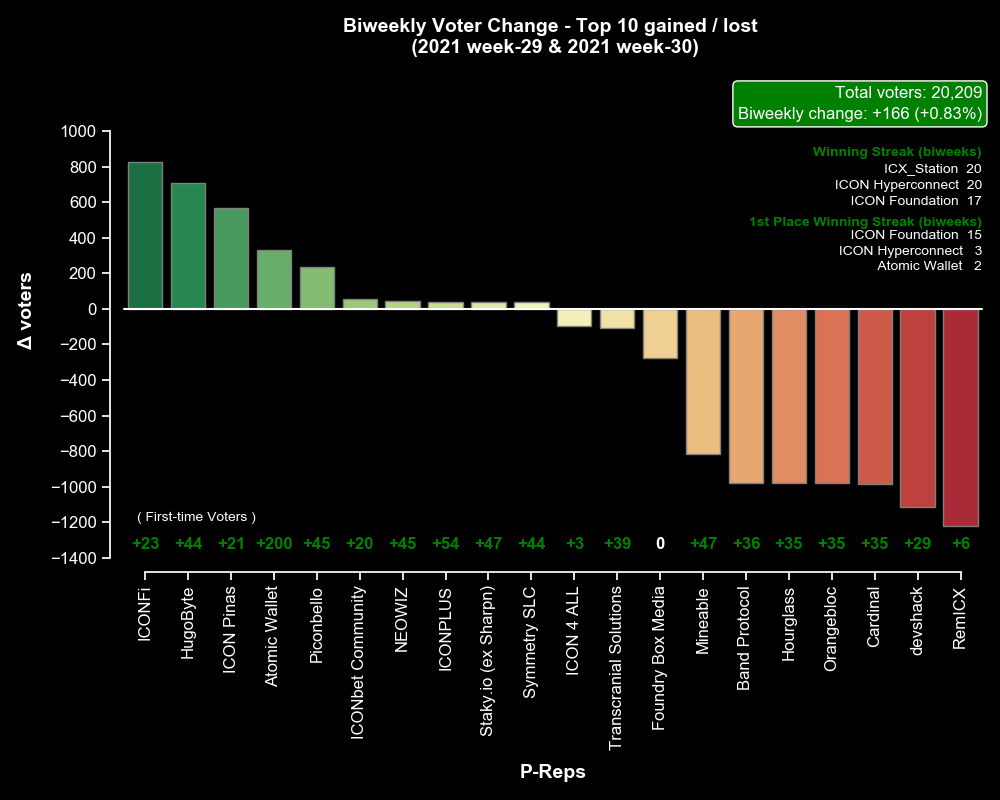 Biweekly Voter Change - Top 10 gained / lost
(2021 week-29 & 2021 week-30)
Total voters: 20,209
Biweekly change: +166 (+0.83%)
Winning Streak (biweeks)
ICX_Station 20
ICON Hyperconnect 20
ICON Foundation 17
1st Place Winning Streak (biweeks)
ICON Foundation 15
ICON Hyperconnect 3
Atomic Wallet 2
Δ voters
1000
800
600
400
200
0
−200
−400
−600
−800
−1000
−1200
−1400
( First-time Voters )
+23 +44 +21 +200 +45 +20 +45 +54 +47 +44 +3 +39 0 +47 +36 +35 +35 +35 +29 +6
ICONFi
HugoByte
ICON Pinas
Atomic Wallet
Piconbello
ICONbet Community
NEOWIZ
ICONPLUS
Staky.io (ex Sharpn)
Symmetry SLC
ICON 4 ALL
Transcranial Solutions
Foundry Box Media
Mineable
Band Protocol
Hourglass
Orangebloc
Cardinal
devshack
RemICX
P-Reps